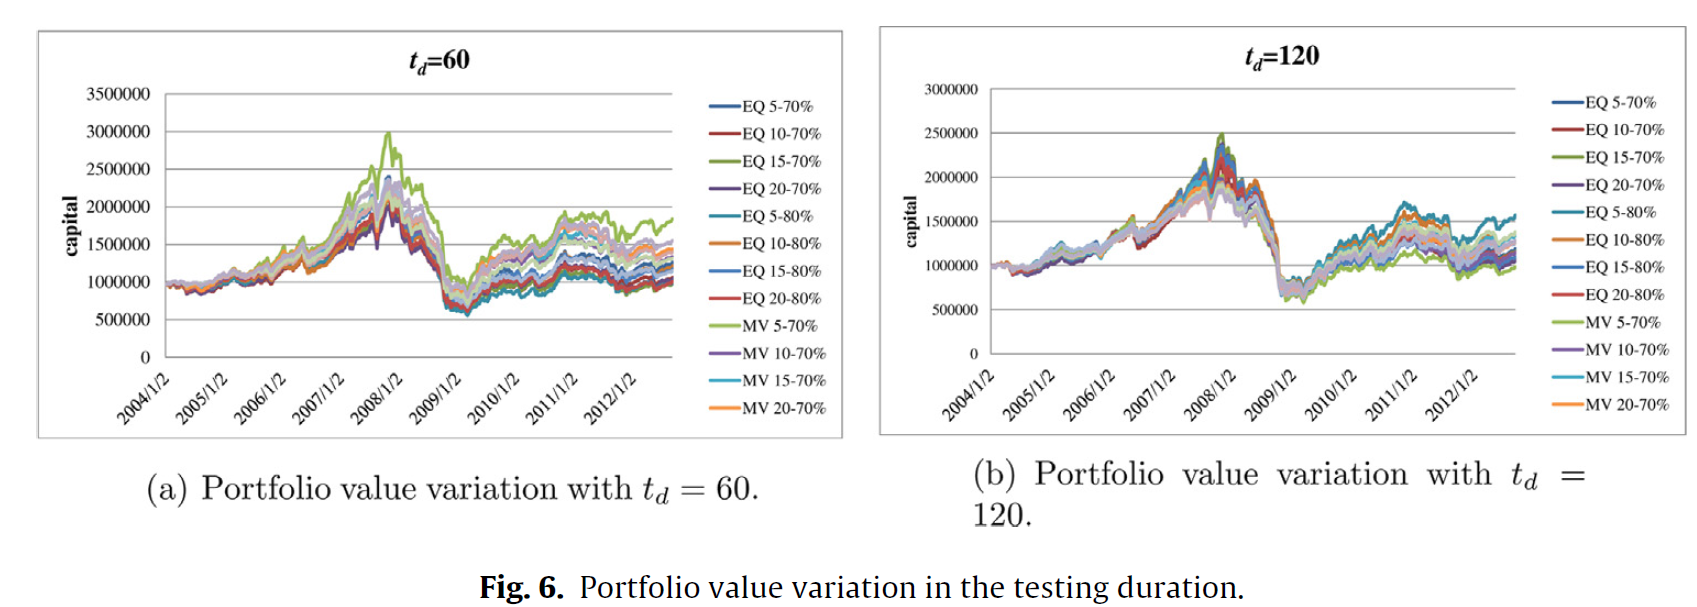 t_d=60
3500000
3000000
2500000
2000000
1500000
1000000
500000
0
capital
2004/1/2
2005/1/2
2006/1/2
2007/1/2
2008/1/2
2009/1/2
2010/1/2
2011/1/2
2012/1/2
EQ 5-70%
EQ 10-70%
EQ 15-70%
EQ 20-70%
EQ 5-80%
EQ 10-80%
EQ 15-80%
EQ 20-80%
MV 5-70%
MV 10-70%
MV 15-70%
MV 20-70%
(a) Portfolio value variation with t_d = 60.
t_d=120
3000000
2500000
2000000
1500000
1000000
500000
0
capital
2004/1/2
2005/1/2
2006/1/2
2007/1/2
2008/1/2
2009/1/2
2010/1/2
2011/1/2
2012/1/2
EQ 5-70%
EQ 10-70%
EQ 15-70%
EQ 20-70%
EQ 5-80%
EQ 10-80%
EQ 15-80%
EQ 20-80%
MV 5-70%
MV 10-70%
MV 15-70%
MV 20-70%
(b) Portfolio value variation with t_d =
120.
Fig. 6. Portfolio value variation in the testing duration.